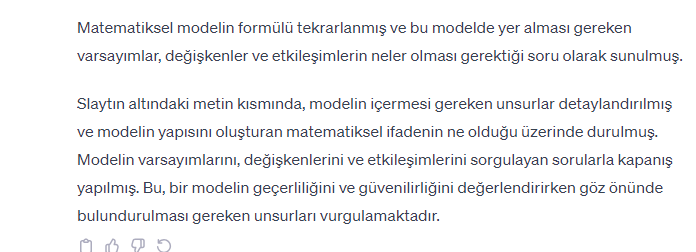 Matematiksel modelin formülü tekrarlanmış ve bu modelde yer alması gereken
varsayımlar, değişkenler ve etkileşimlerin neler olması gerektiği soru olarak sunulmuş.
Slaytın altındaki metin kısmında, modelin içermesi gereken unsurlar detaylandırılmış
ve modelin yapısını oluşturan matematiksel ifadenin ne olduğu üzerinde durulmuş.
Modelin varsayımlarını, değişkenlerini ve etkileşimlerini sorgulayan sorularla kapanış
yapılmış. Bu, bir modelin geçerliliğini ve güvenilirliğini değerlendirirken göz önünde
bulundurulması gereken unsurları vurgulamaktadır.